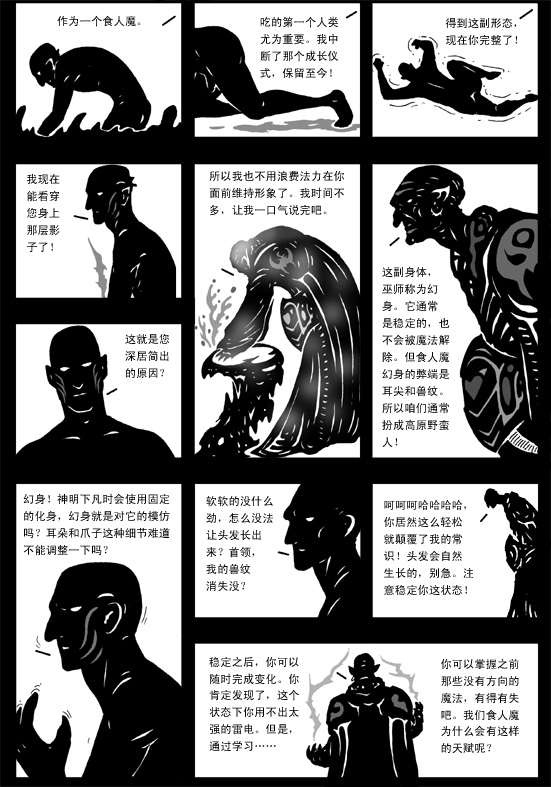 作为一个食人魔。
吃的第一个人类
尤为重要。我中
断了那个成长仪
式，保留至今！
得到这副形态，
现在你完整了！
我现在
能看穿
您身上
那层影
子了！
所以我也不用浪费法力在你
面前维持形象了。我时间不
多，让我一口气说完吧。
这副身体，
巫师称为幻
身。它通常
是稳定的，也
不会被魔法解
除。但食人魔
幻身的弊端是
耳尖和兽纹。
所以咱们通常
扮成高原野蛮
人！
这就是您
深居简出
的原因？
幻身！神明下凡时会使用固定
的化身，幻身就是对它的模仿
吗？耳朵和爪子这种细节难道
不能调整一下吗？
软软的没什么
劲，怎么没法
让头发长出
来？首领，
我的兽纹
消失没？
呵呵呵哈哈哈哈，
你居然这么轻松
就颠覆了我的常
识！头发会自然
生长的，别急。注
意稳定你这状态！
稳定之后，你可以
随时完成变化。你
肯定发现了，这个
状态下你用不出太
强的雷电。但是，
通过学习……
你可以掌握之前
那些没有方向的
魔法，有得有失
吧。我们食人魔
为什么会有这样
的天赋呢？